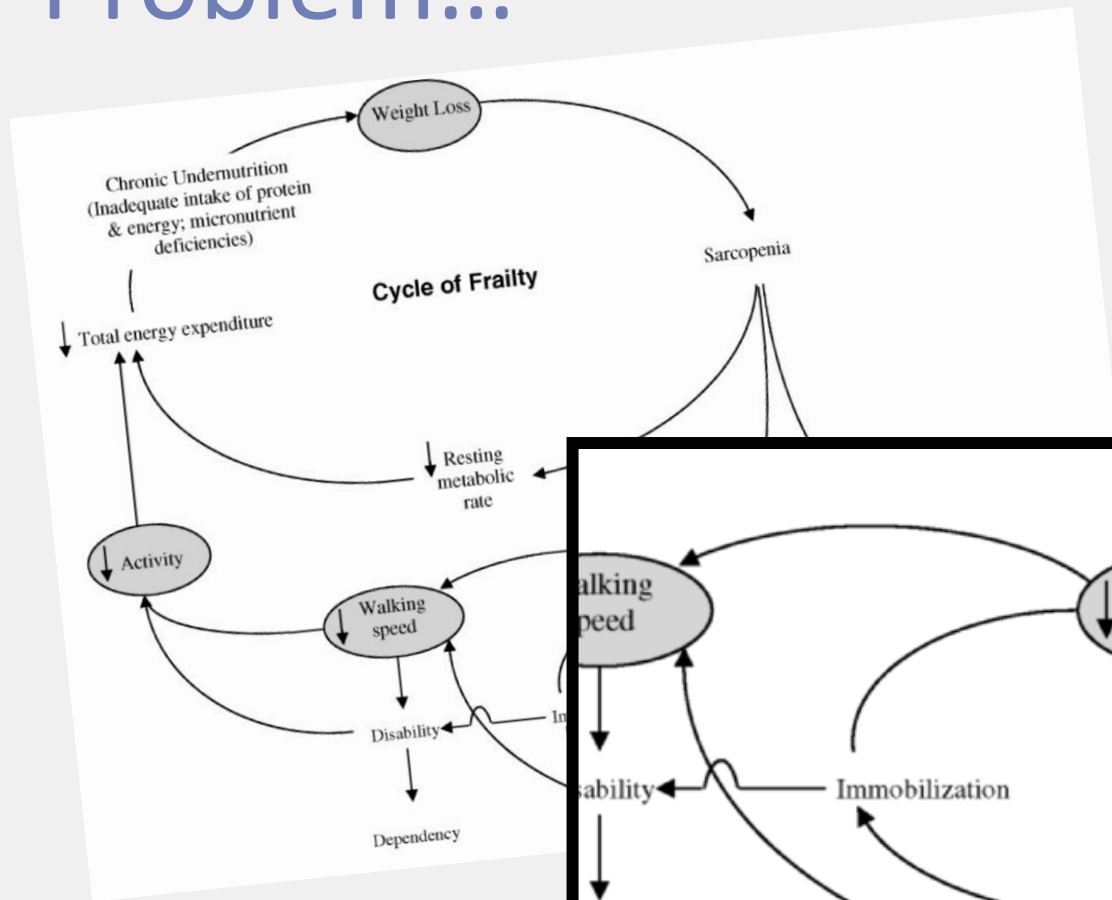 Problem...
Weight Loss
Chronic Undernutrition
(Inadequate intake of protein
& energy; micronutrient
deficiencies)
Sarcopenia
Cycle of Frailty
Total energy expenditure
Resting
metabolic
rate
Activity
Walking
speed
Disability
In
Dependency
alking
peed
sability
Immobilization